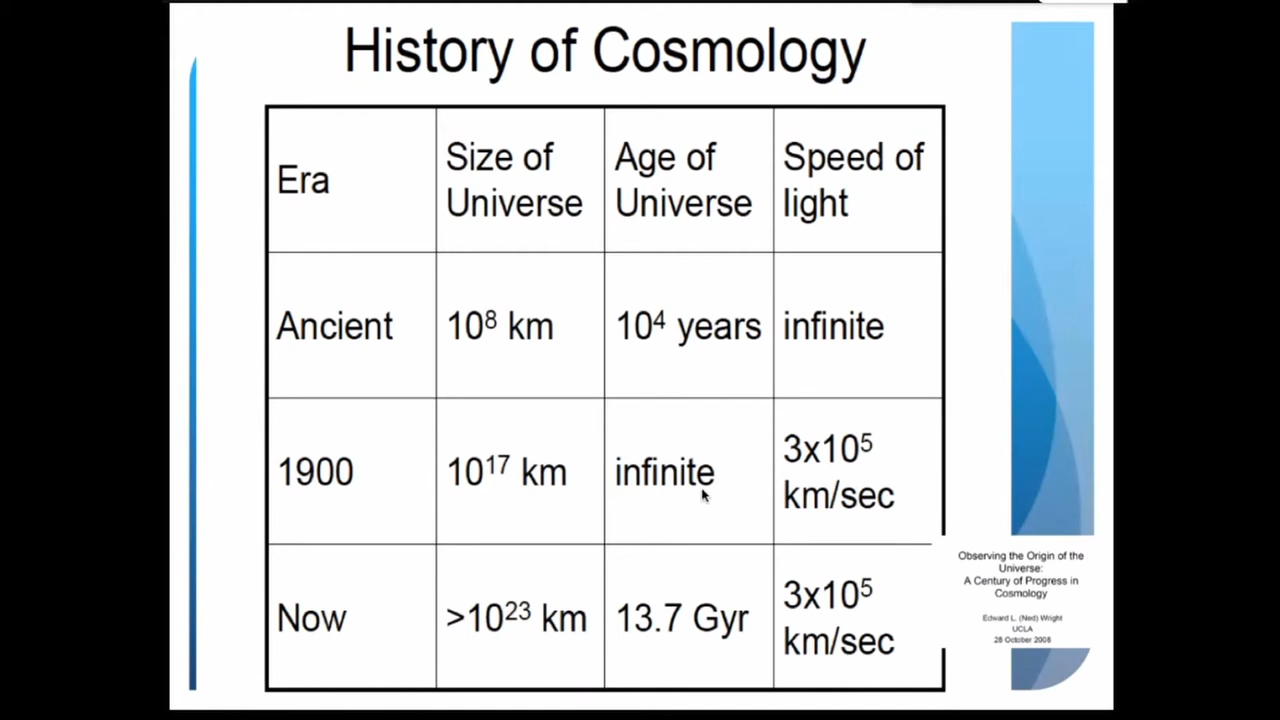 History of Cosmology
Era
Size of
Universe
Age of
Universe
Speed of
light
Ancient
10⁸ km
10⁴ years
infinite
1900
10¹⁷ km
infinite
3x10⁵
km/sec
Now
>10²³ km
13.7 Gyr
3x10⁵
km/sec
Observing the Origin of the
Universe:
A Century of Progress in
Cosmology
Edward L. (Ned) Wright
UCLA
28 October 2008